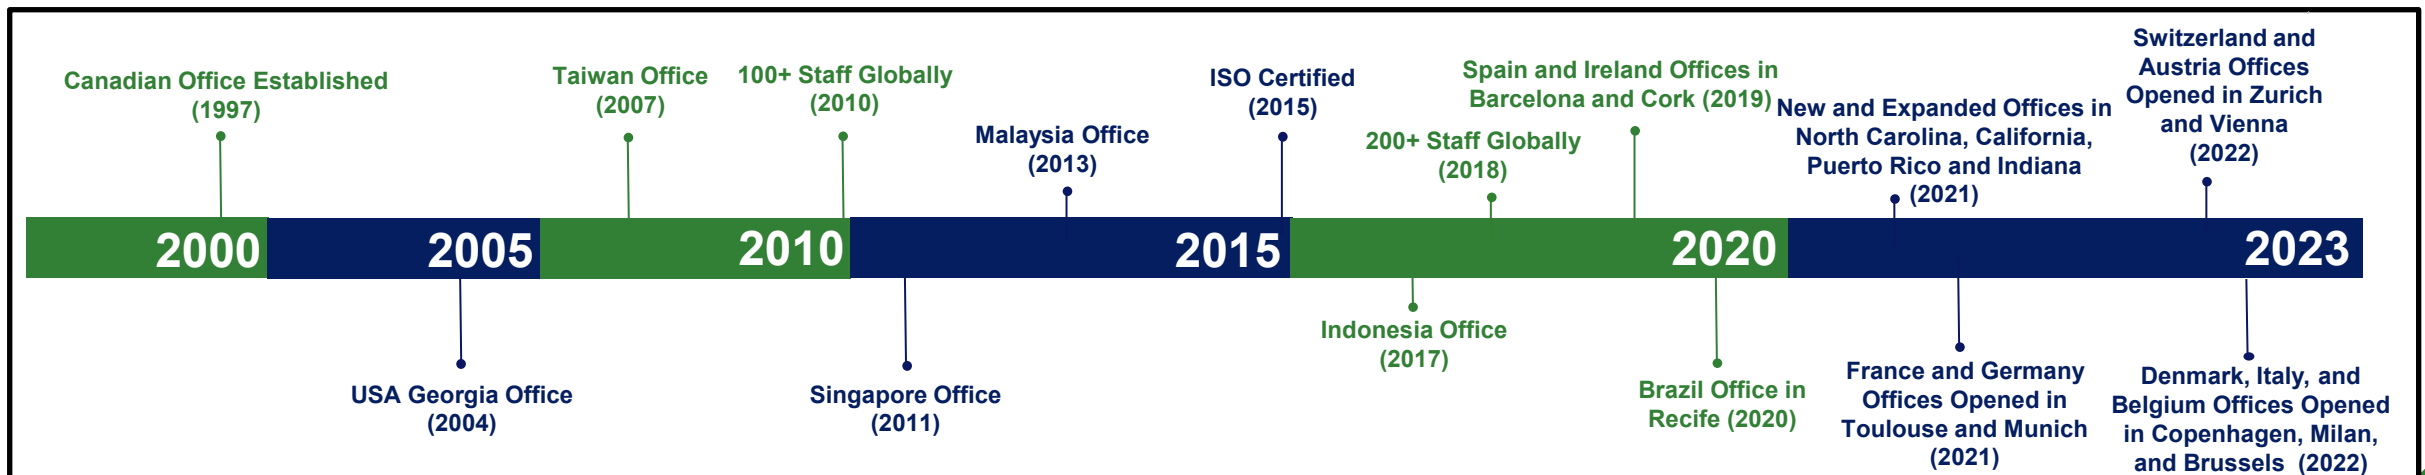 Canadian Office Established
(1997)
Taiwan Office
(2007)
100+ Staff Globally
(2010)
Malaysia Office
(2013)
ISO Certified
(2015)
200+ Staff Globally
(2018)
Spain and Ireland Offices in
Barcelona and Cork (2019)
New and Expanded Offices in
North Carolina, California,
Puerto Rico and Indiana
(2021)
Switzerland and
Austria Offices
Opened in Zurich
and Vienna
(2022)
2000
2005
2010
2015
2020
2023
USA Georgia Office
(2004)
Singapore Office
(2011)
Indonesia Office
(2017)
Brazil Office in
Recife (2020)
France and Germany
Offices Opened in
Toulouse and Munich
(2021)
Denmark, Italy, and
Belgium Offices Opened
in Copenhagen, Milan,
and Brussels (2022)